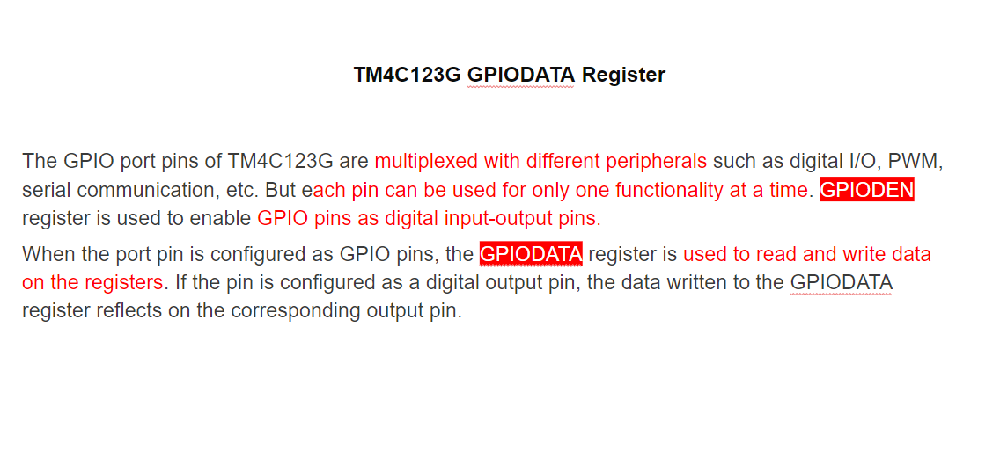 TM4C123G GPIODATA Register
The GPIO port pins of TM4C123G are multiplexed with different peripherals such as digital I/O, PWM,
serial communication, etc. But each pin can be used for only one functionality at a time. GPIODEN
register is used to enable GPIO pins as digital input-output pins.
When the port pin is configured as GPIO pins, the GPIODATA register is used to read and write data
on the registers. If the pin is configured as a digital output pin, the data written to the GPIODATA
register reflects on the corresponding output pin.